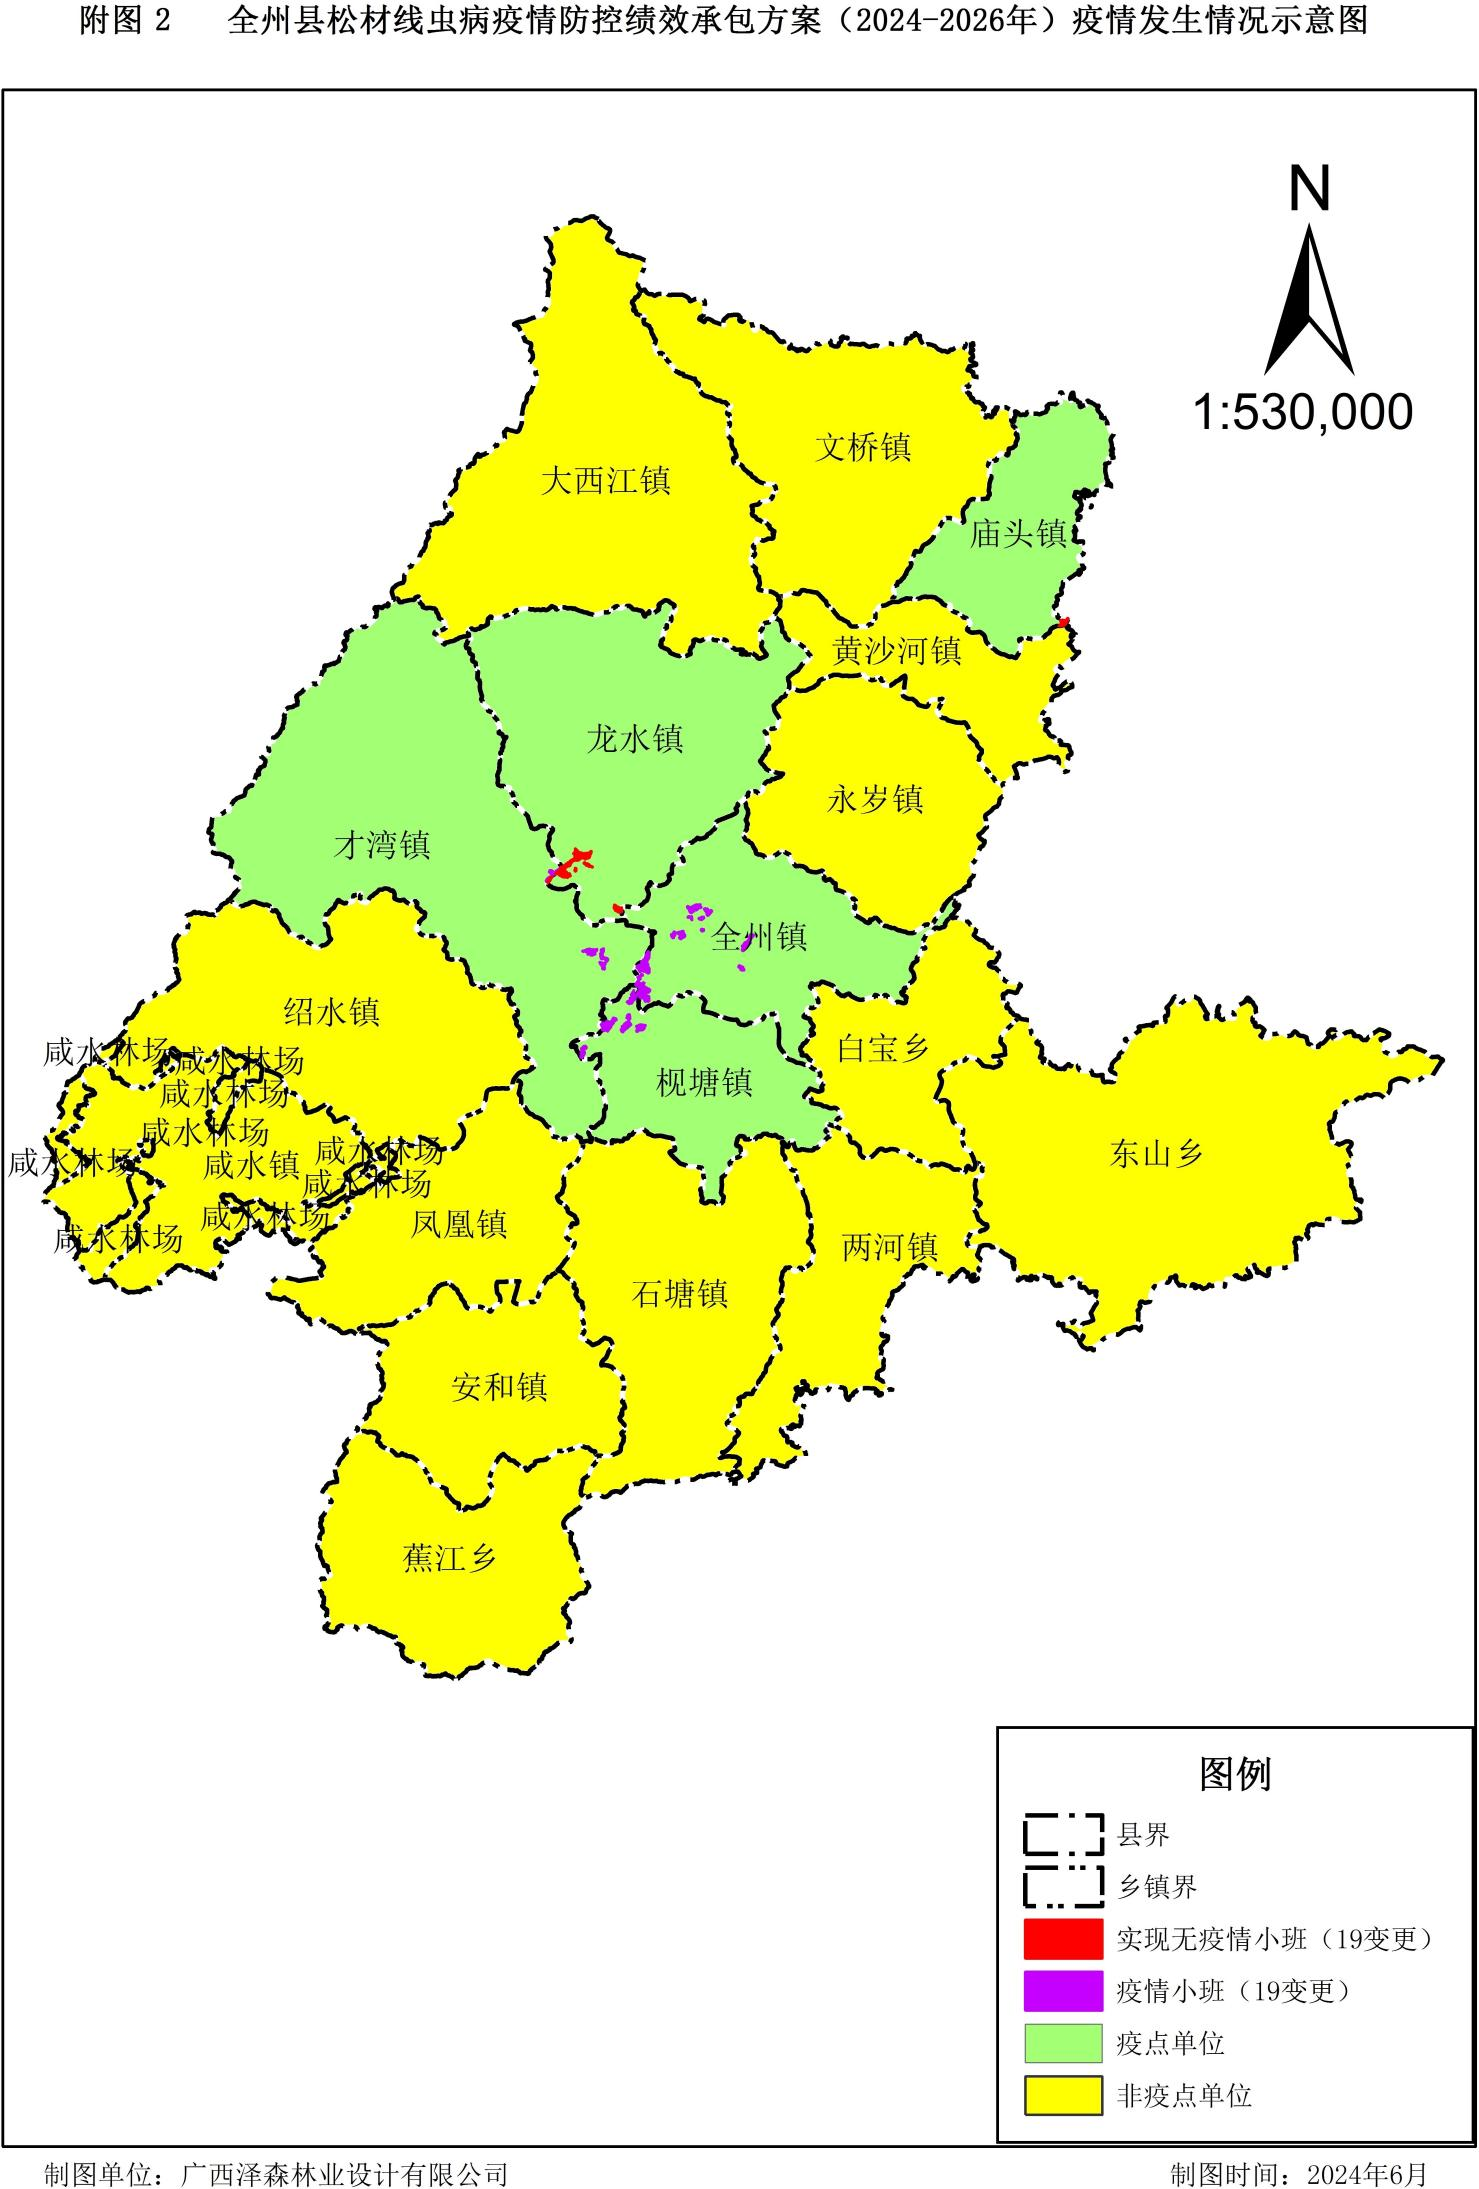 附图 2 全州县松材线虫病疫情防控绩效承包方案（2024-2026年）疫情发生情况示意图
N
1:530,000
文桥镇
大西江镇
庙头镇
黄沙河镇
龙水镇
永岁镇
才湾镇
全州镇
绍水镇
白宝乡
咸水林场
咸水林场
枧塘镇
咸水林场
咸水林场
咸水林场
东山乡
咸水林场
咸水镇
咸水林场
咸水林场
凤凰镇
咸水林场
两河镇
石塘镇
安和镇
蕉江乡
图例
县界
乡镇界
实现无疫情小班（19变更）
疫情小班（19变更）
疫点单位
非疫点单位
制图单位：广西泽森林业设计有限公司
制图时间：2024年6月